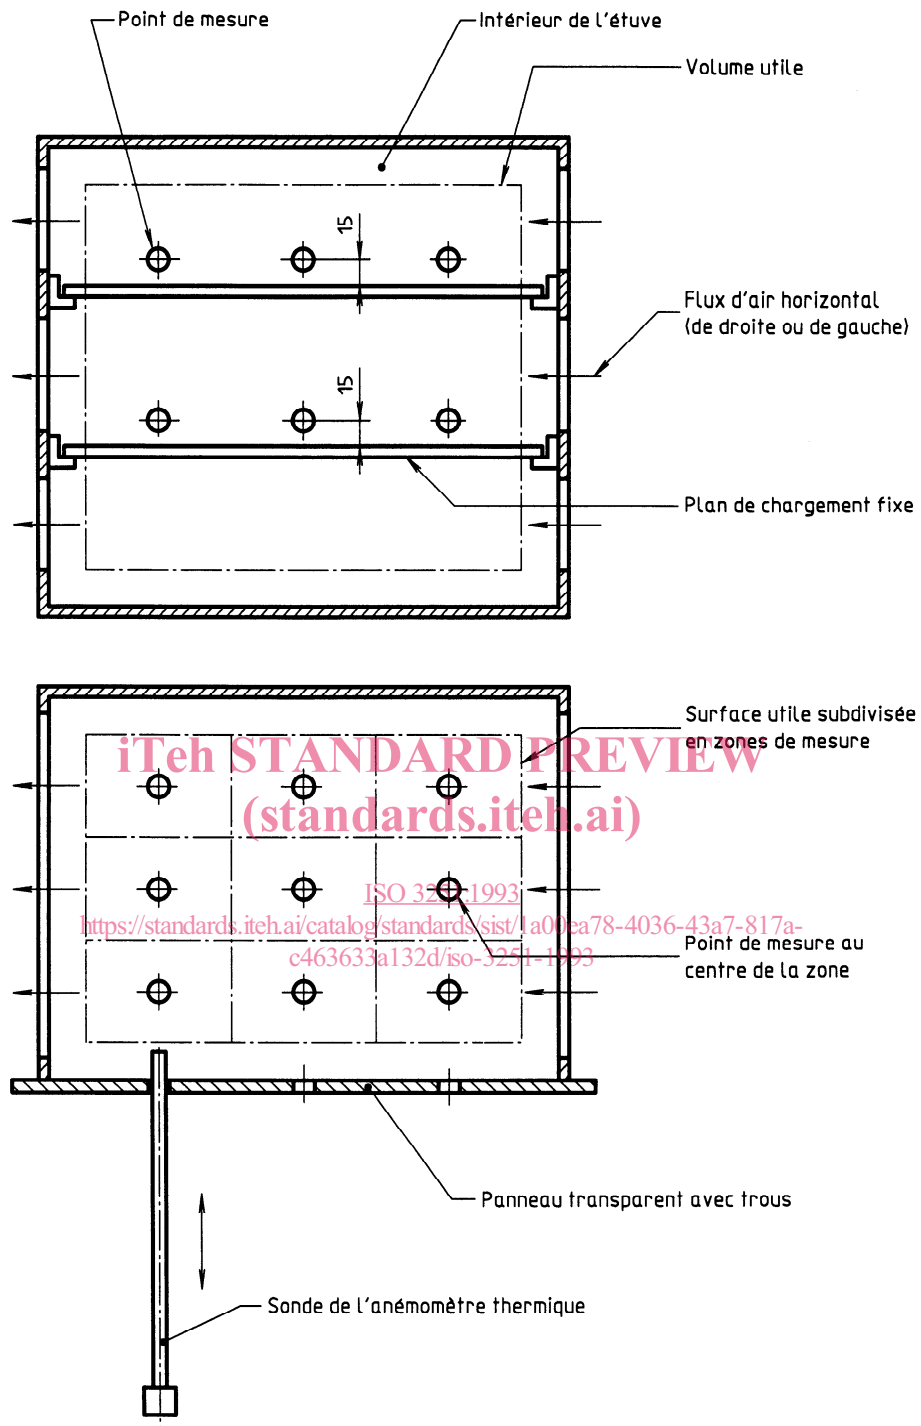 Point de mesure
Intérieur de l'étuve
Volume utile
15
Flux d'air horizontal
(de droite ou de gauche)
15
Plan de chargement fixe
Surface utile subdivisée
en zones de mesure
iTeh STANDARD PREVIEW
(standards.iteh.ai)
ISO 3251:1993
https://standards.iteh.ai/catalog/standards/sist/1a00ea78-4036-43a7-817a-
c463633a132d/iso-3251-1993
Point de mesure au
centre de la zone
Panneau transparent avec trous
Sonde de l'anémomètre thermique